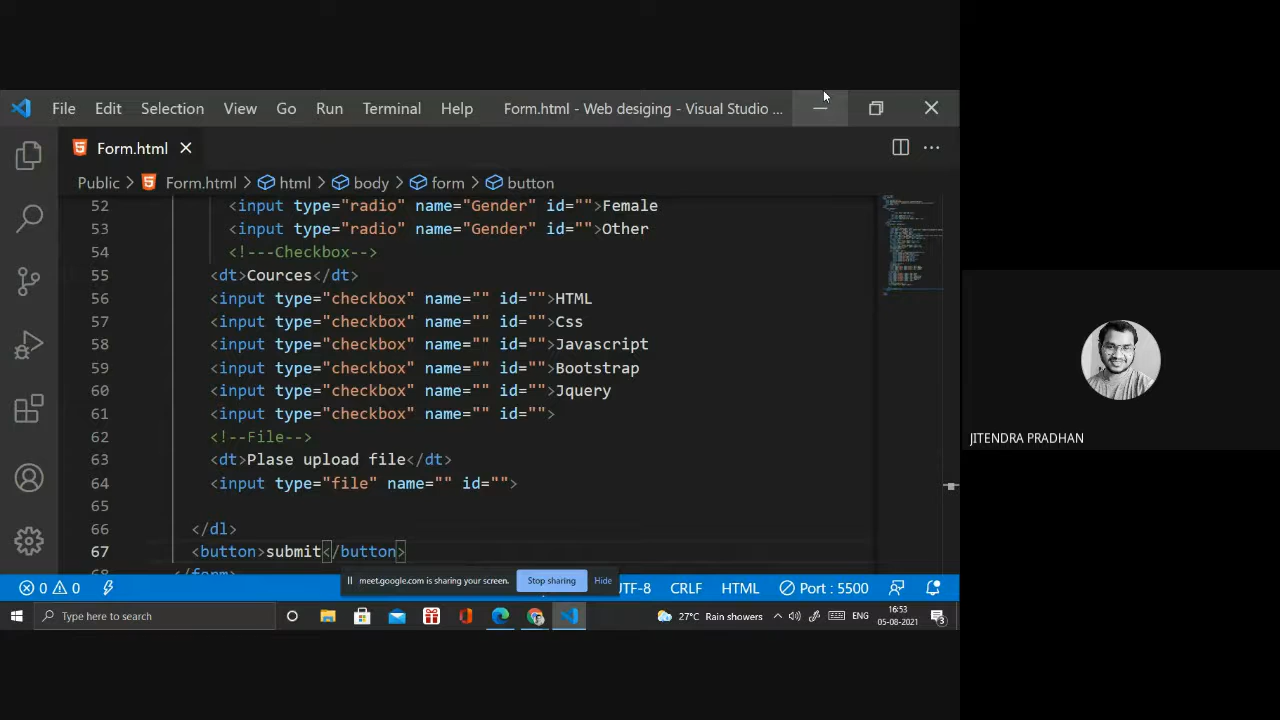 File Edit Selection View Go Run Terminal Help Form.html - Web desiging - Visual Studio ...
Form.html
Public > Form.html > html > body > form > button
52 <input type="radio" name="Gender" id="">Female
53 <input type="radio" name="Gender" id="">Other
54 <!---Checkbox-->
55 <dt>Cources</dt>
56 <input type="checkbox" name="" id="">HTML
57 <input type="checkbox" name="" id="">Css
58 <input type="checkbox" name="" id="">Javascript
59 <input type="checkbox" name="" id="">Bootstrap
60 <input type="checkbox" name="" id="">Jquery
61 <input type="checkbox" name="" id="">
62 <!--File-->
63 <dt>Plase upload file</dt>
64 <input type="file" name="" id="">
65
66 </dl>
67 <button>submit</button>
68 </form>
JITENDRA PRADHAN
meet.google.com is sharing your screen. Stop sharing Hide
0 0 UTF-8 CRLF HTML Port : 5500
Type here to search 27°C Rain showers ENG 16:53 05-08-2021 3